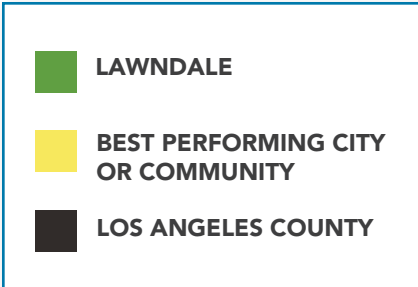 LAWNDALE
BEST PERFORMING CITY
OR COMMUNITY
LOS ANGELES COUNTY